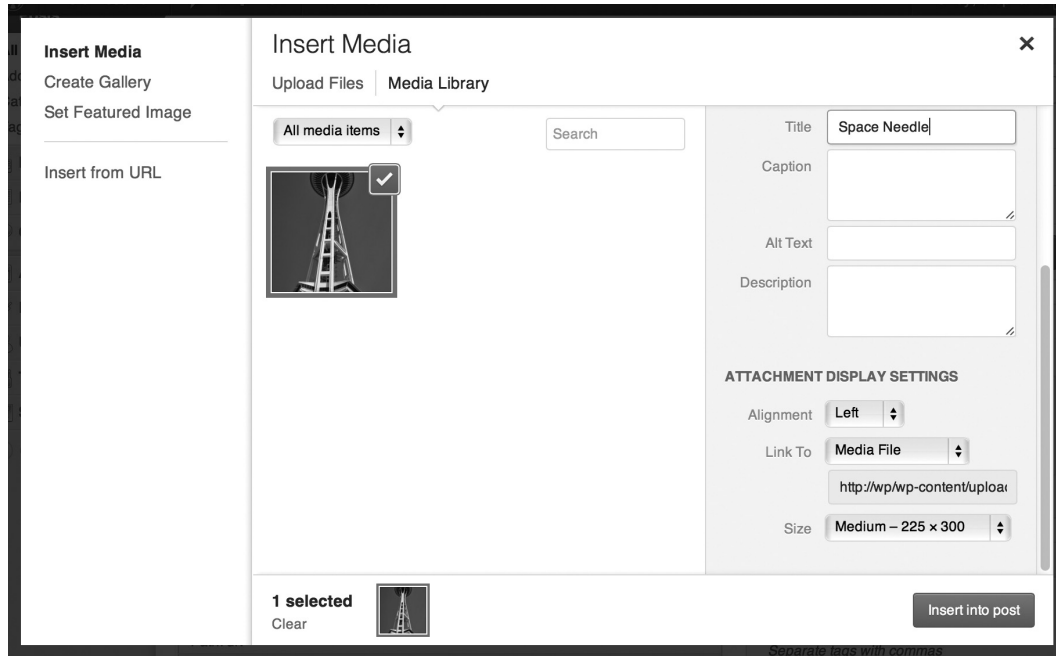 Insert Media
Create Gallery
Set Featured Image
Insert from URL
Insert Media
Upload Files
Media Library
All media items
Search
Title
Space Needle
Caption
Alt Text
Description
ATTACHMENT DISPLAY SETTINGS
Alignment
Left
Link To
Media File
http://wp/wp-content/upload
Size
Medium – 225 × 300
1 selected
Clear
Insert into post
Separate tags with commas